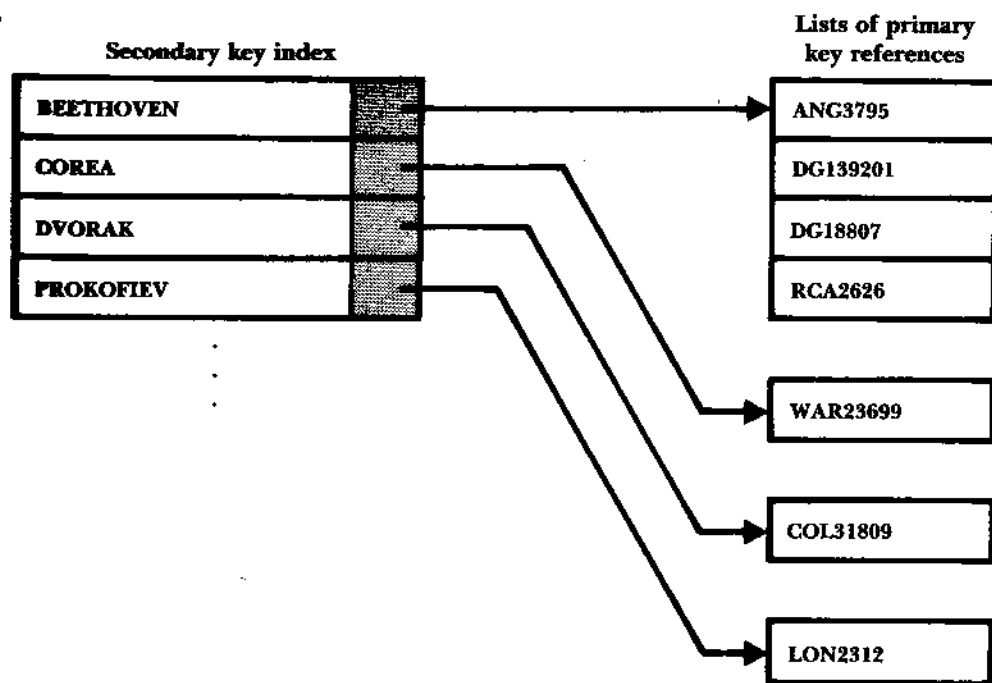 Secondary key index
BEETHOVEN
COREA
DVORAK
PROKOFIEV
Lists of primary
key references
ANG3795
DG139201
DG18807
RCA2626
WAR23699
COL31809
LON2312